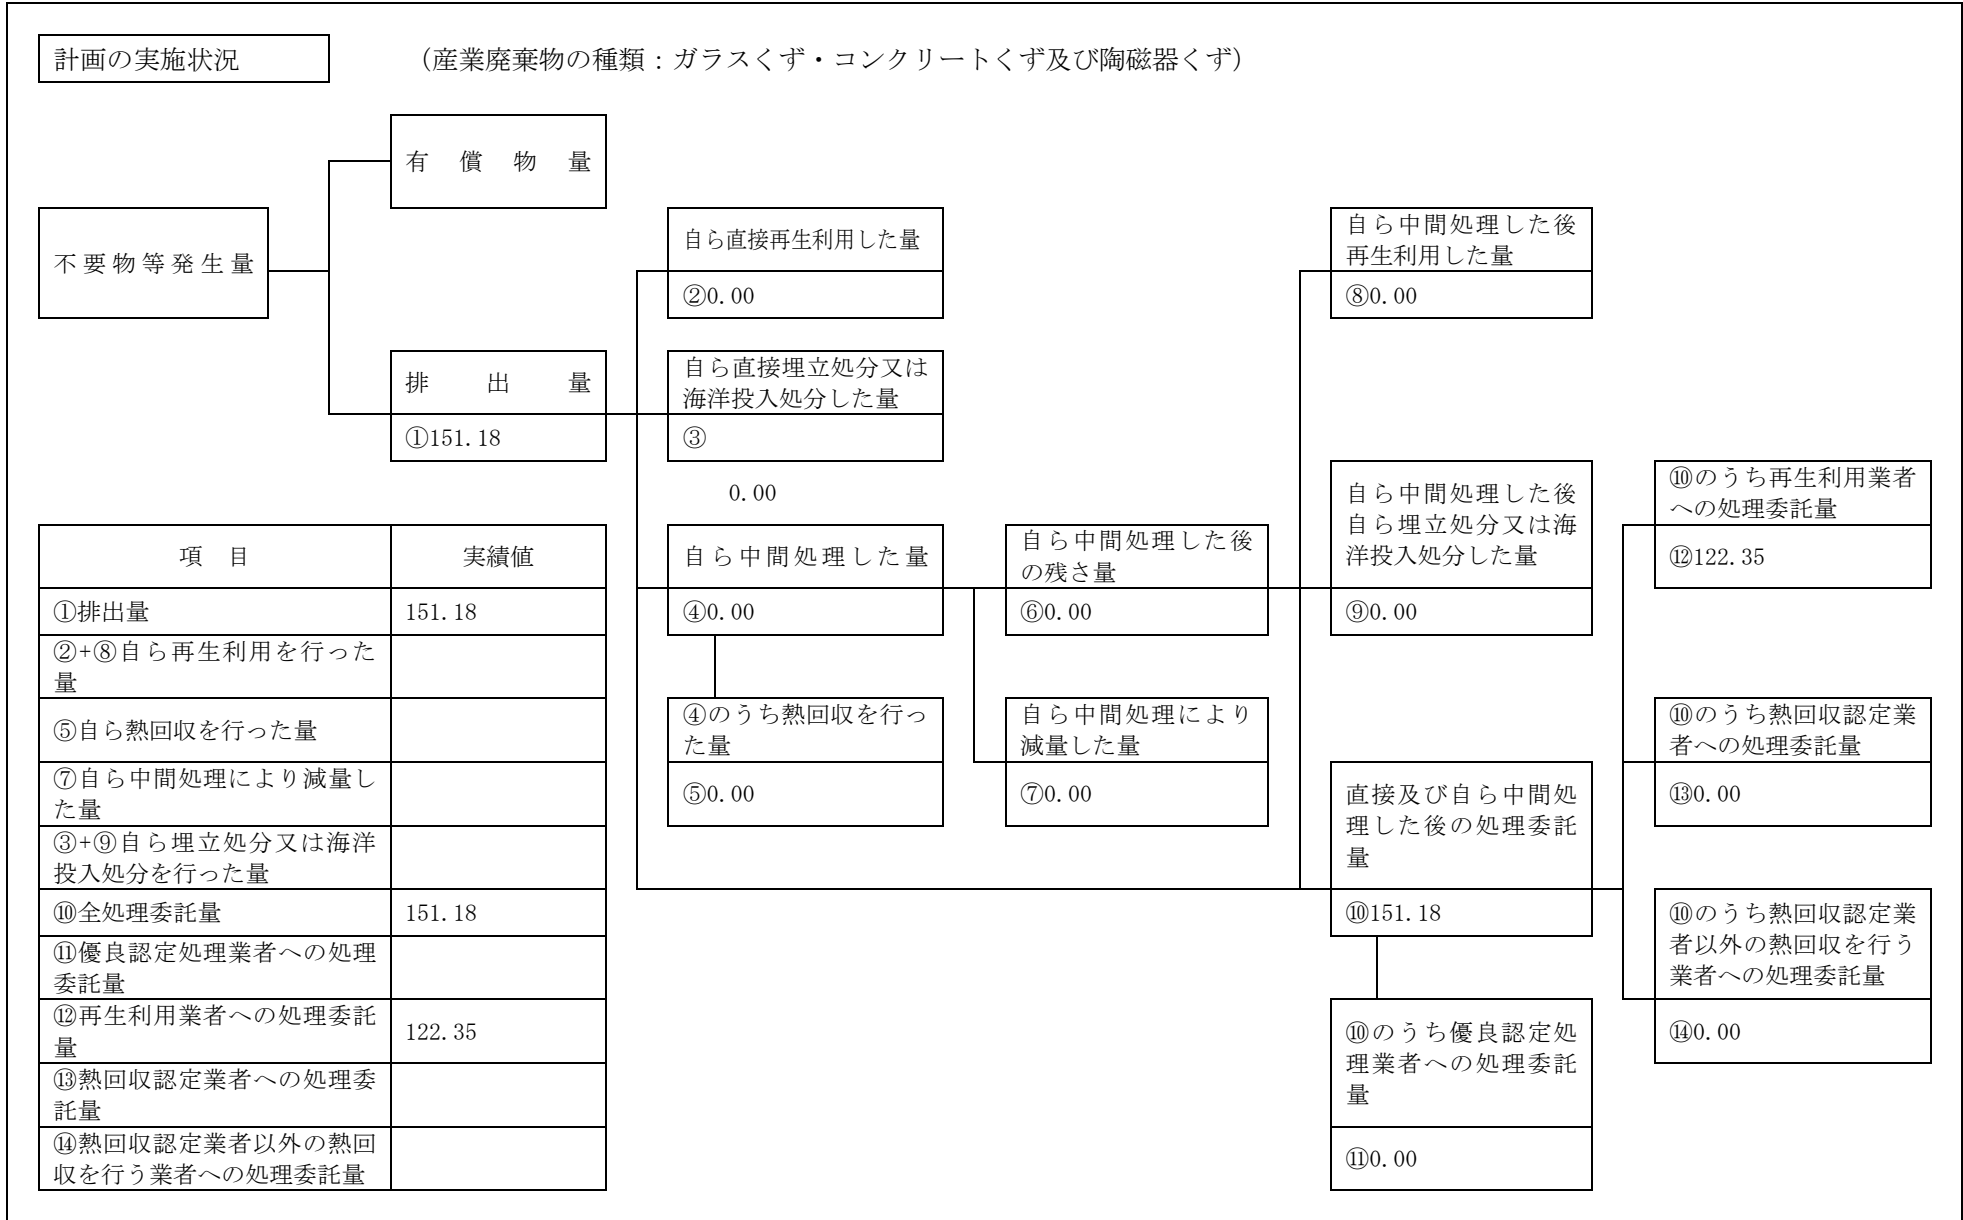 計画の実施状況
（産業廃棄物の種類：ガラスくず・コンクリートくず及び陶磁器くず）
有償物量
不要物等発生量
排出量
①151.18
自ら直接再生利用した量
②0.00
自ら直接埋立処分又は
海洋投入処分した量
③
0.00
自ら中間処理した量
④0.00
④のうち熱回収を行っ
た量
⑤0.00
自ら中間処理した後
の残さ量
⑥0.00
自ら中間処理により
減量した量
⑦0.00
自ら中間処理した後
再生利用した量
⑧0.00
自ら中間処理した後
自ら埋立処分又は海
洋投入処分した量
⑨0.00
直接及び自ら中間処
理した後の処理委託
量
⑩151.18
⑩のうち優良認定処
理業者への処理委託
量
⑪0.00
⑩のうち再生利用業者
への処理委託量
⑫122.35
⑩のうち熱回収認定業
者への処理委託量
⑬0.00
⑩のうち熱回収認定業
者以外の熱回収を行う
業者への処理委託量
⑭0.00
項　目 実績値
①排出量 151.18
②+⑧自ら再生利用を行った
量
⑤自ら熱回収を行った量
⑦自ら中間処理により減量し
た量
③+⑨自ら埋立処分又は海洋
投入処分を行った量
⑩全処理委託量 151.18
⑪優良認定処理業者への処理
委託量
⑫再生利用業者への処理委託
量
122.35
⑬熱回収認定業者への処理委
託量
⑭熱回収認定業者以外の熱回
収を行う業者への処理委託量